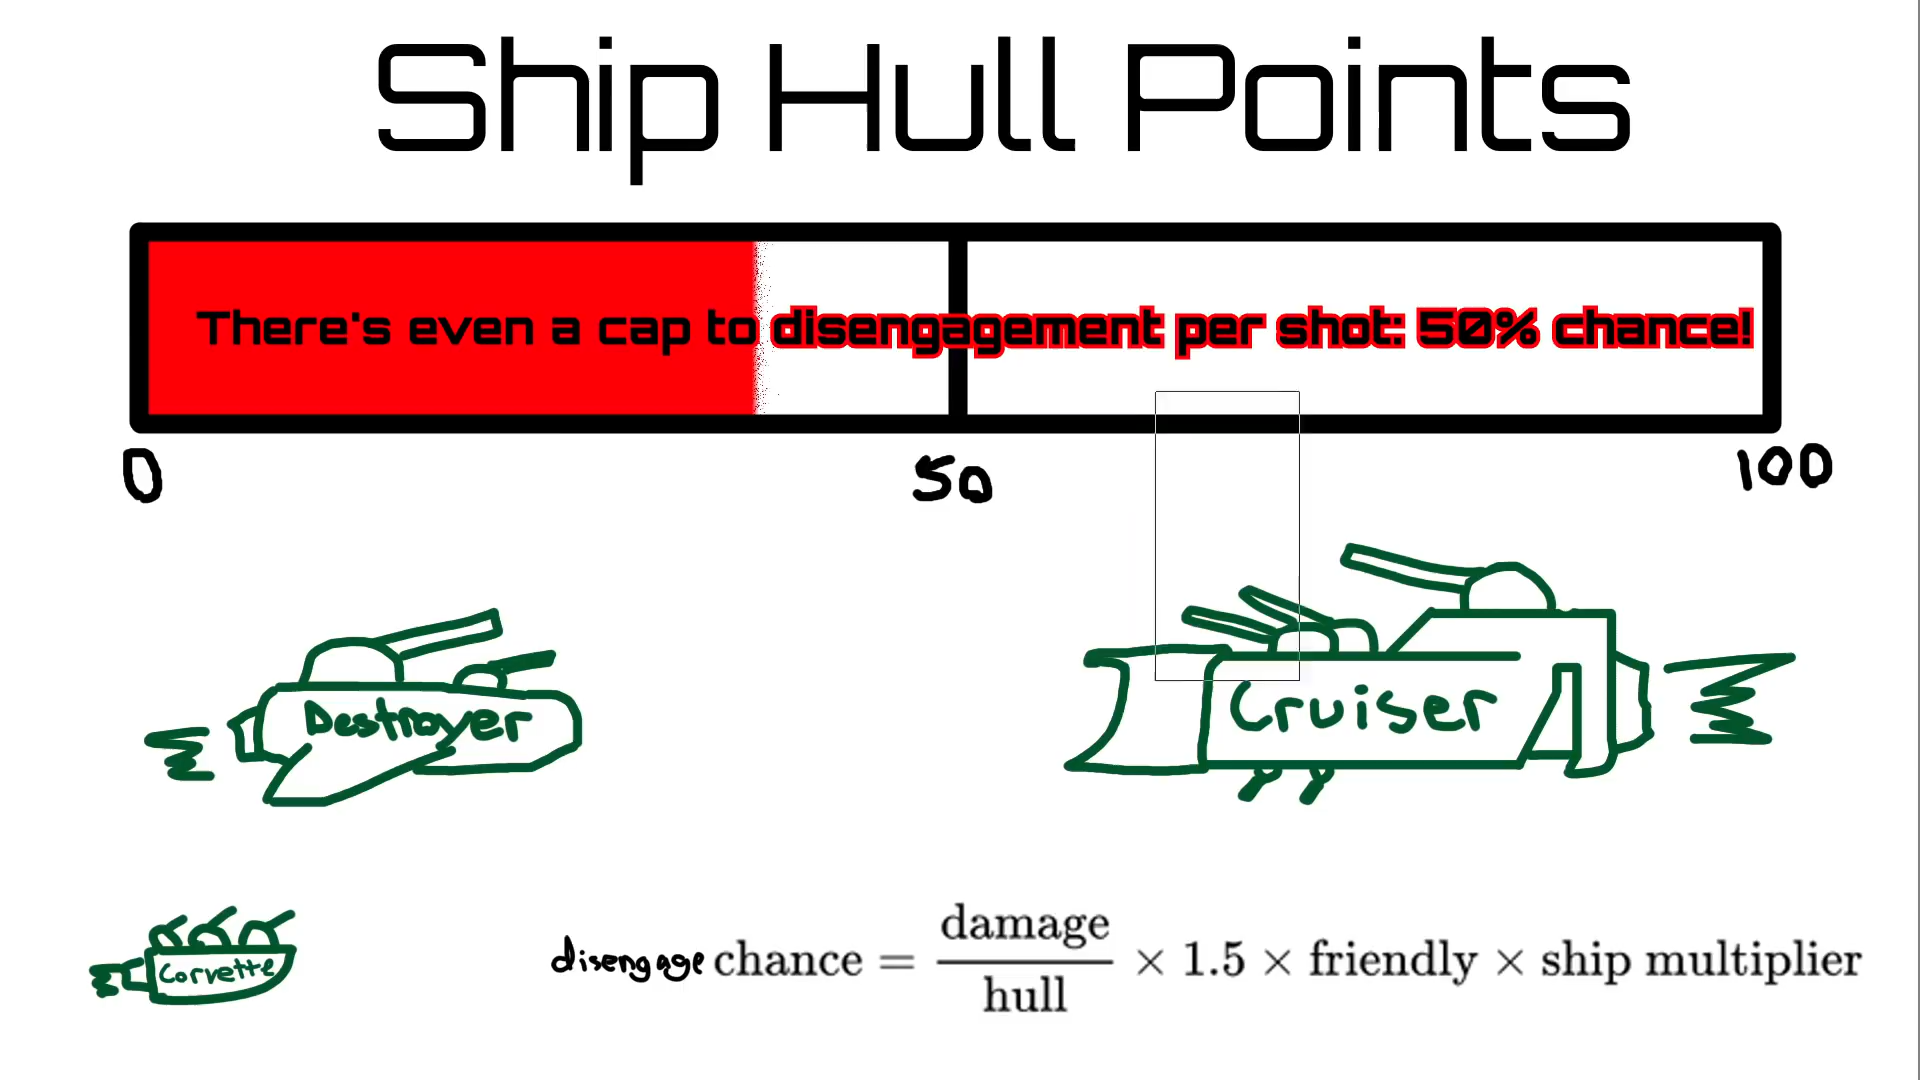 Ship Hull Points
There's even a cap to disengagement per shot: 50% chance!
0 50 100
Destroyer
Cruiser
Corvette
disengage chance = damage / hull × 1.5 × friendly × ship multiplier